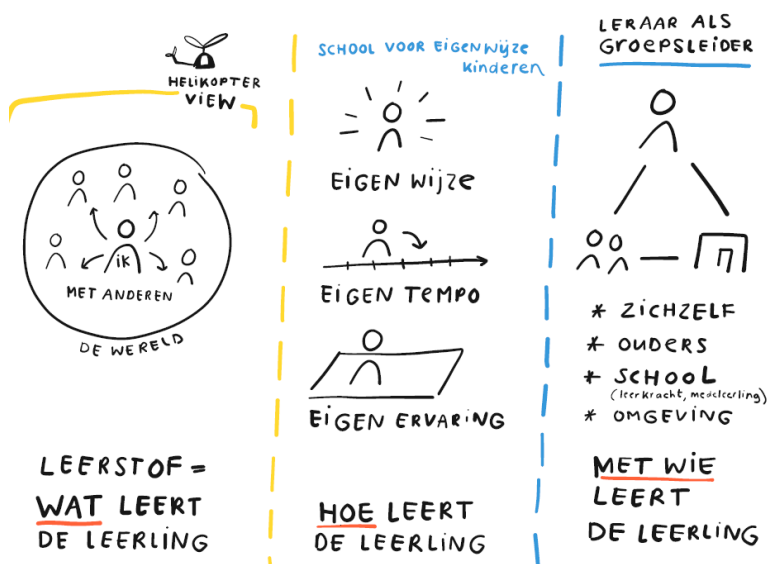 HELIKOPTER
VIEW
ik
MET ANDEREN
DE WERELD
LEERSTOF =
WAT LEERT
DE LEERLING
SCHOOL VOOR EIGENWIJZE
KINDEREN
EIGEN WIJZE
EIGEN TEMPO
EIGEN ERVARING
HOE LEERT
DE LEERLING
LERAAR ALS
GROEPSLEIDER
* ZICHZELF
* OUDERS
* SCHOOL
(leerkracht, medeleerling)
* OMGEVING
MET WIE
LEERT
DE LEERLING